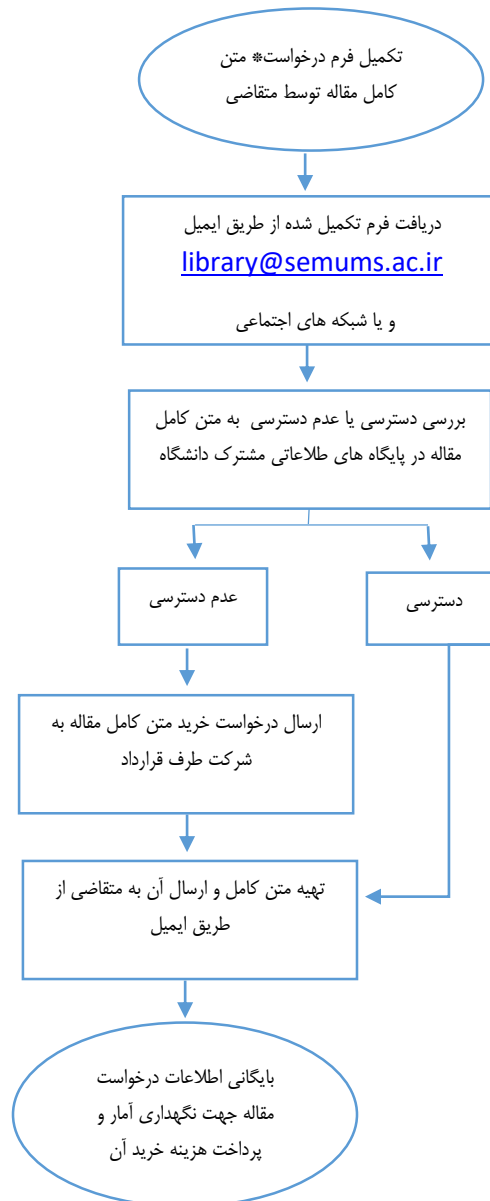 تکمیل فرم درخواست* متن
کامل مقاله توسط متقاضی
دریافت فرم تکمیل شده از طریق ایمیل
library@semums.ac.ir
و یا شبکه های اجتماعی
بررسی دسترسی یا عدم دسترسی به متن کامل
مقاله در پایگاه های طلاعاتی مشترک دانشگاه
دسترسی
عدم دسترسی
ارسال درخواست خرید متن کامل مقاله به
شرکت طرف قرارداد
تهیه متن کامل و ارسال آن به متقاضی از
طریق ایمیل
بایگانی اطلاعات درخواست
مقاله جهت نگهداری آمار و
پرداخت هزینه خرید آن